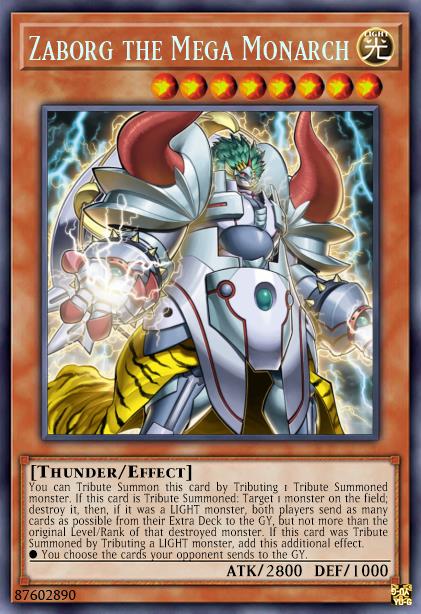 Zaborg the Mega Monarch
LIGHT
光
[Thunder/Effect]
You can Tribute Summon this card by Tributing 1 Tribute Summoned
monster. If this card is Tribute Summoned: Target 1 monster on the field;
destroy it, then, if it was a LIGHT monster, both players send as many
cards as possible from their Extra Deck to the GY, but not more than the
original Level/Rank of that destroyed monster. If this card was Tribute
Summoned by Tributing a LIGHT monster, add this additional effect.
● You choose the cards your opponent sends to the GY.
ATK/2800 DEF/1000
87602890